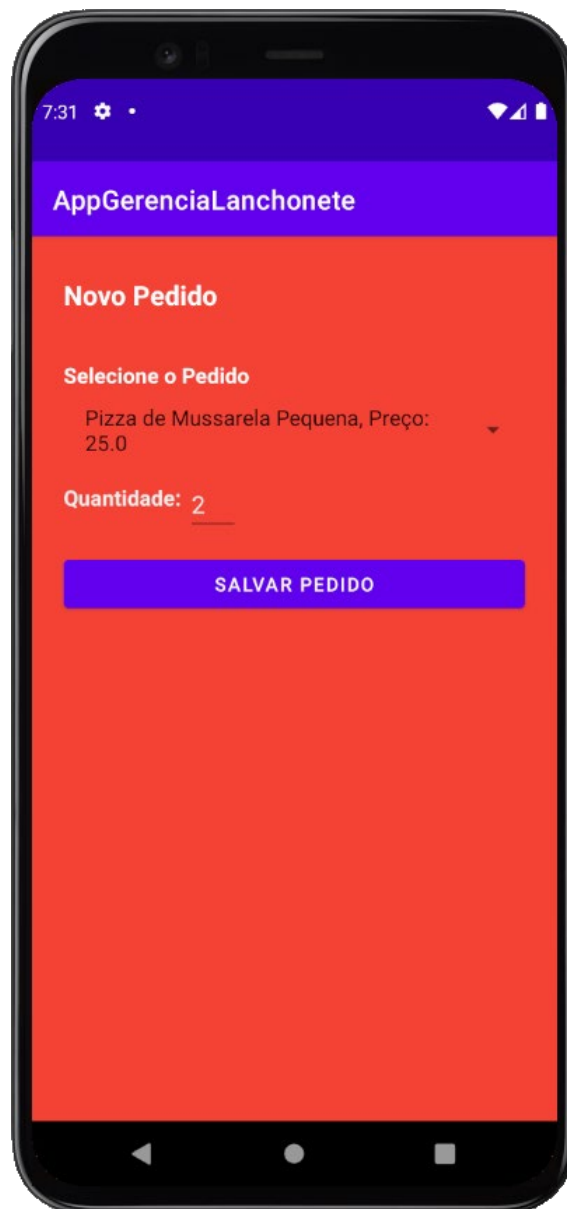 7:31
AppGerenciaLanchonete
Novo Pedido
Selecione o Pedido
Pizza de Mussarela Pequena, Preço:
25.0
Quantidade: 2
SALVAR PEDIDO